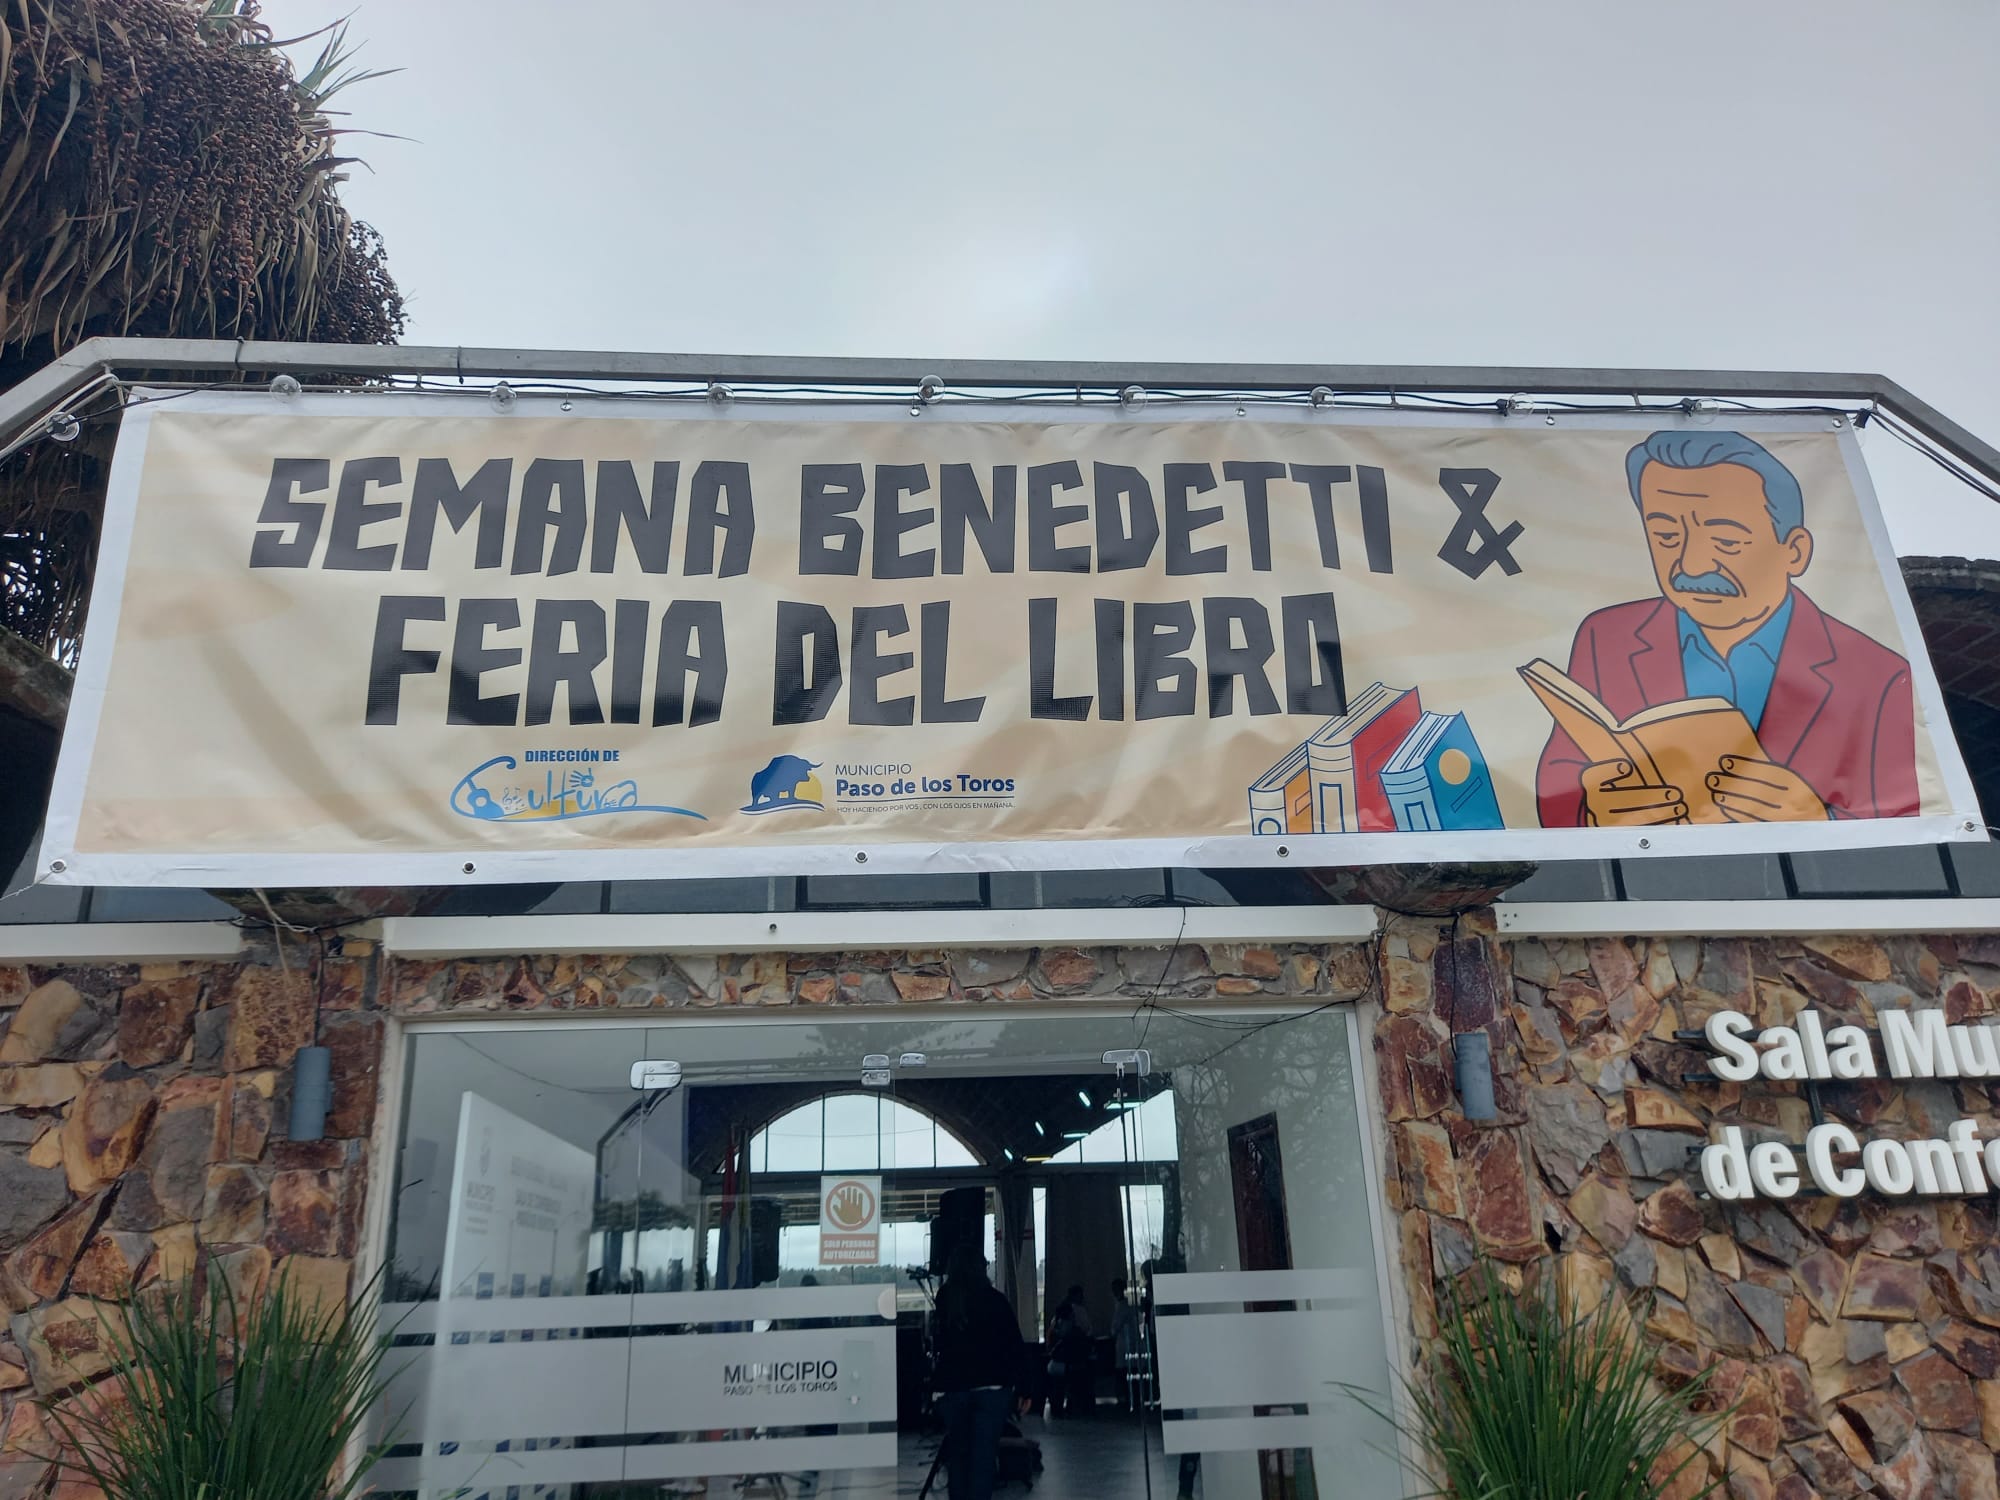 SEMANA BENEDETTI &
FERIA DEL LIBRO
DIRECCIÓN DE
Cultura
MUNICIPIO
Paso de los Toros
HOY HACIENDO POR VOS, CON LOS OJOS EN MAÑANA.
Sala Mu
de Confe
SOLO PERSONAS
AUTORIZADAS
MUNICIPIO
PASO DE LOS TOROS